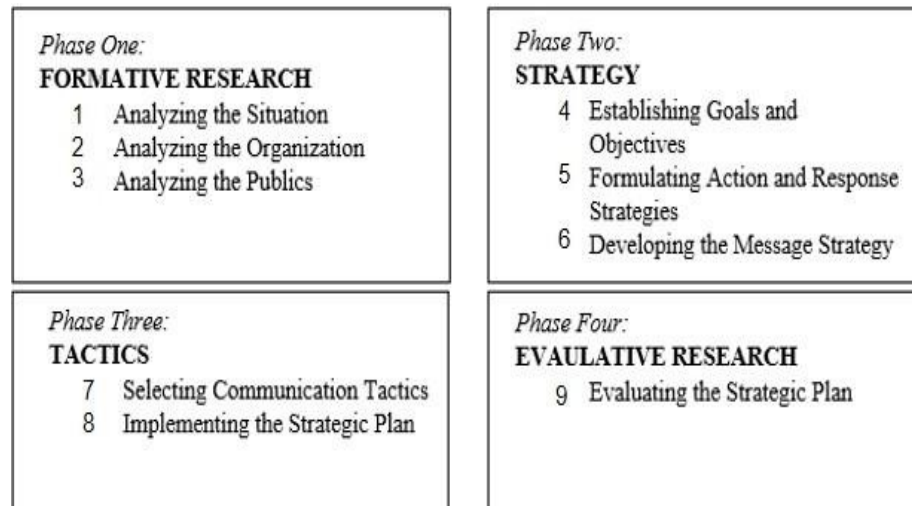 Phase One:
FORMATIVE RESEARCH
1 Analyzing the Situation
2 Analyzing the Organization
3 Analyzing the Publics
Phase Two:
STRATEGY
4 Establishing Goals and
Objectives
5 Formulating Action and Response
Strategies
6 Developing the Message Strategy
Phase Three:
TACTICS
7 Selecting Communication Tactics
8 Implementing the Strategic Plan
Phase Four:
EVAULATIVE RESEARCH
9 Evaluating the Strategic Plan